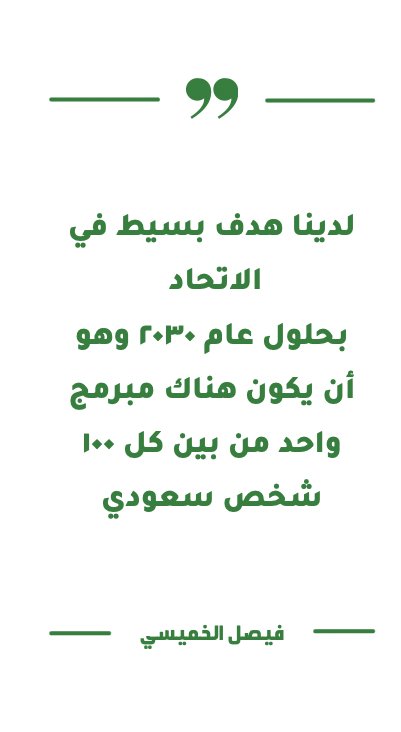 لدينا هدف بسيط في
الاتحاد
بحلول عام ٢٠٣٠ وهو
أن يكون هناك مبرمج
واحد من بين كل ١٠٠
شخص سعودي
فيصل الخميسي